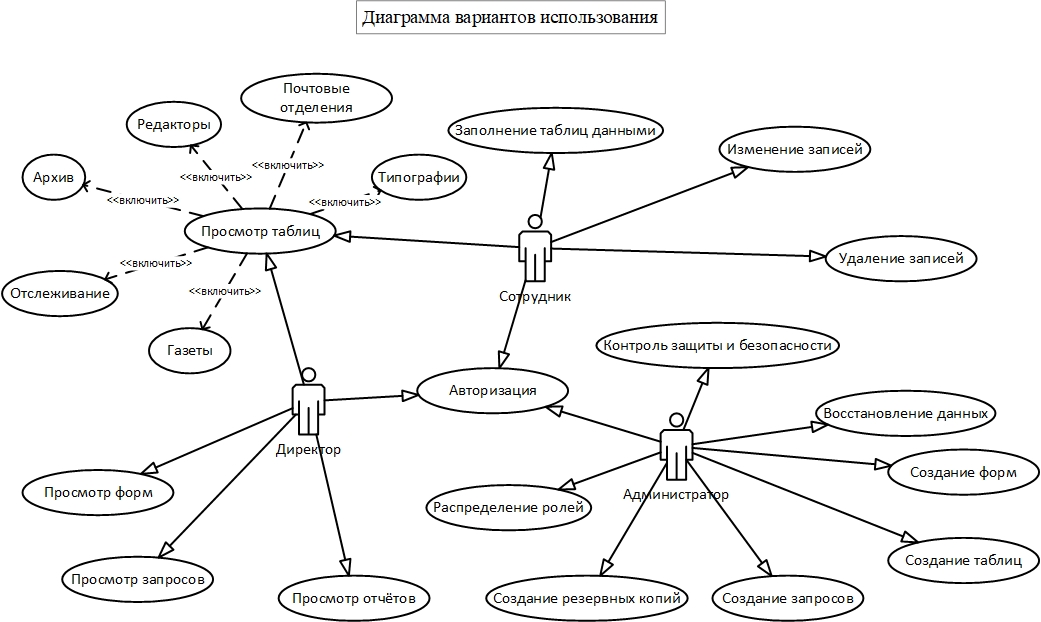 Диаграмма вариантов использования
Почтовые
отделения
Редакторы
Заполнение таблиц данными
Изменение записей
<<включить>>
Архив
<<включить>>
Типографии
<<включить>>
<<включить>>
Просмотр таблиц
Удаление записей
<<включить>>
Отслеживание
<<включить>>
Сотрудник
Газеты
Контроль защиты и безопасности
Авторизация
Восстановление данных
Директор
Создание форм
Просмотр форм
Администратор
Распределение ролей
Создание таблиц
Просмотр запросов
Просмотр отчётов
Создание резервных копий
Создание запросов